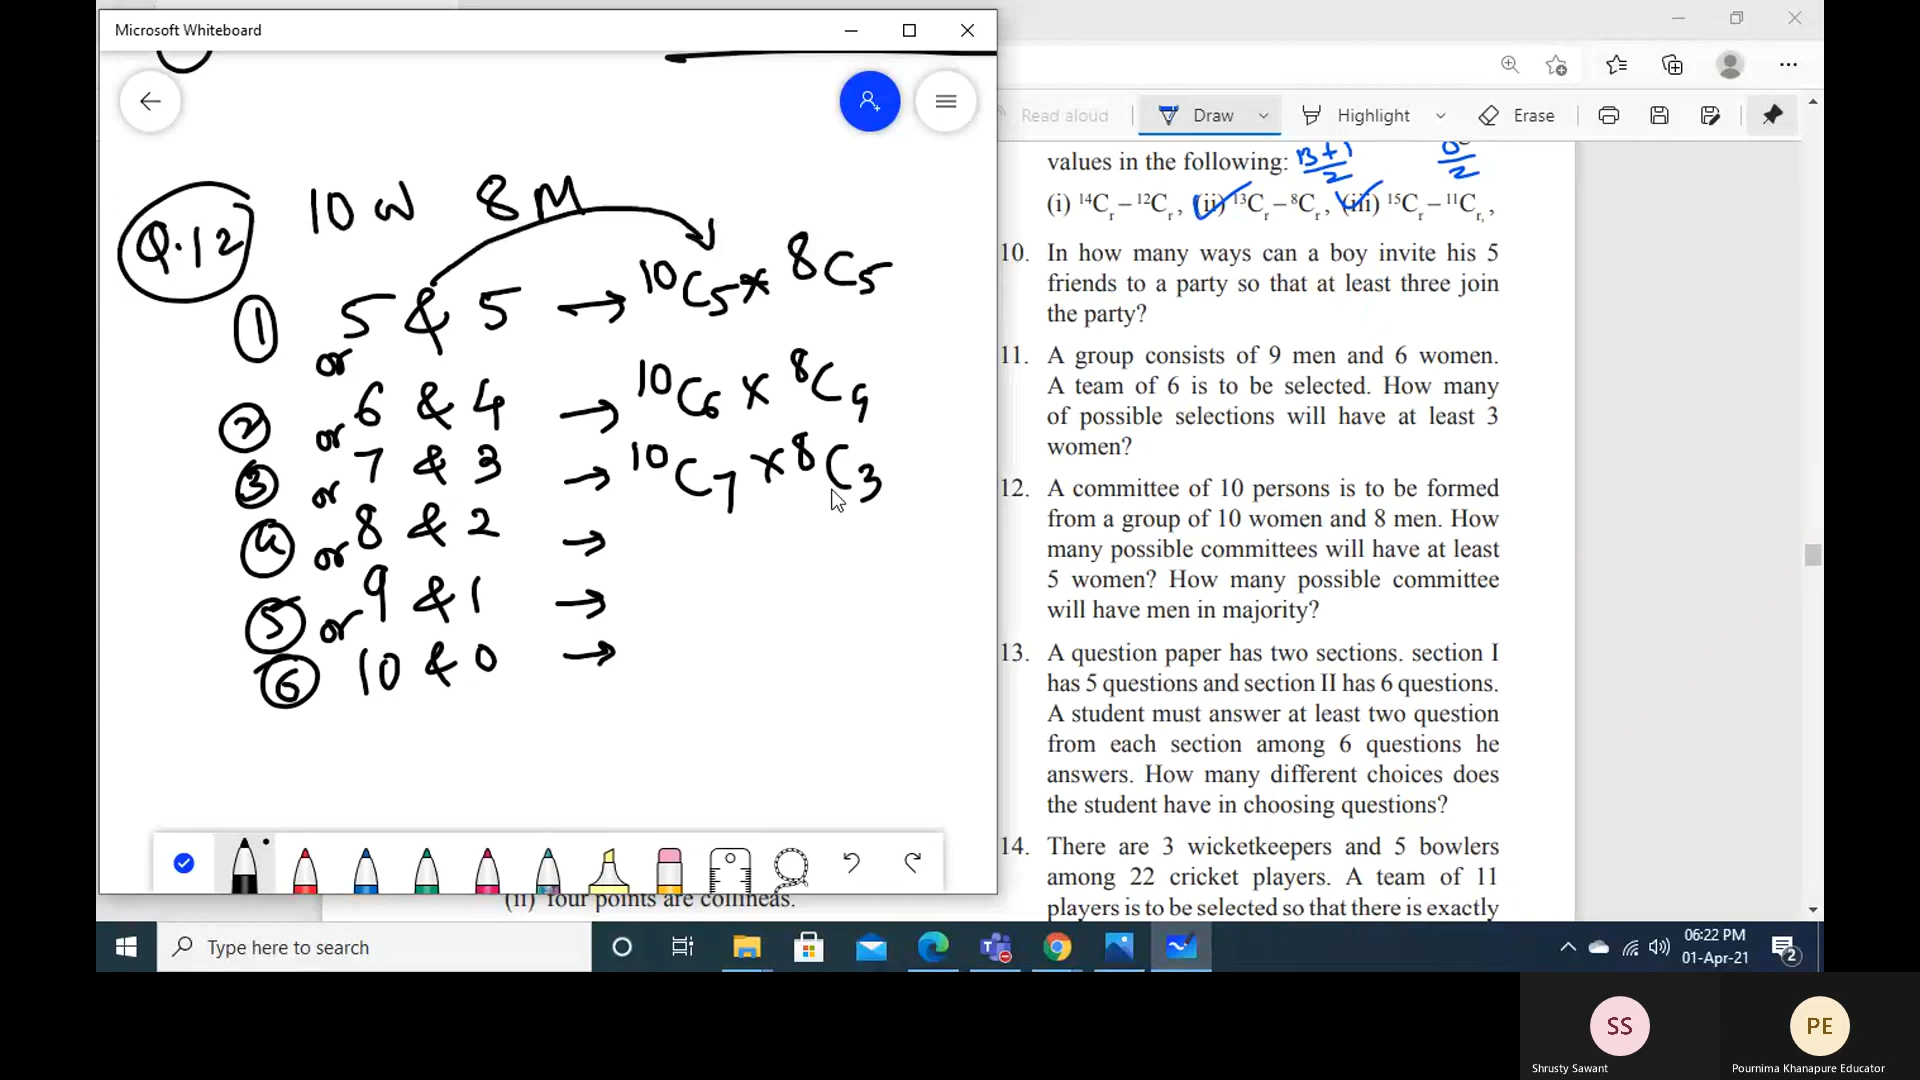 Microsoft Whiteboard
Q.12 10 W 8 M
① 5 & 5 → ¹⁰C₅ × ⁸C₅
or
② 6 & 4 → ¹⁰C₆ × ⁸C₄
or
③ 7 & 3 → ¹⁰C₇ × ⁸C₃
or
④ 8 & 2 →
or
⑤ 9 & 1 →
or
⑥ 10 & 0 →
(ii) four points are collineas.
Read aloud Draw Highlight Erase
values in the following: 13+1/2
(i) ¹⁴Cᵣ – ¹²Cᵣ , (ii) ¹³Cᵣ – ⁸Cᵣ , (iii) ¹⁵Cᵣ – ¹¹Cᵣ, ,
10. In how many ways can a boy invite his 5
friends to a party so that at least three join
the party?
11. A group consists of 9 men and 6 women.
A team of 6 is to be selected. How many
of possible selections will have at least 3
women?
12. A committee of 10 persons is to be formed
from a group of 10 women and 8 men. How
many possible committees will have at least
5 women? How many possible committee
will have men in majority?
13. A question paper has two sections. section I
has 5 questions and section II has 6 questions.
A student must answer at least two question
from each section among 6 questions he
answers. How many different choices does
the student have in choosing questions?
14. There are 3 wicketkeepers and 5 bowlers
among 22 cricket players. A team of 11
players is to be selected so that there is exactly
Type here to search
06:22 PM
01-Apr-21
2
SS
Shrusty Sawant
PE
Pournima Khanapure Educator